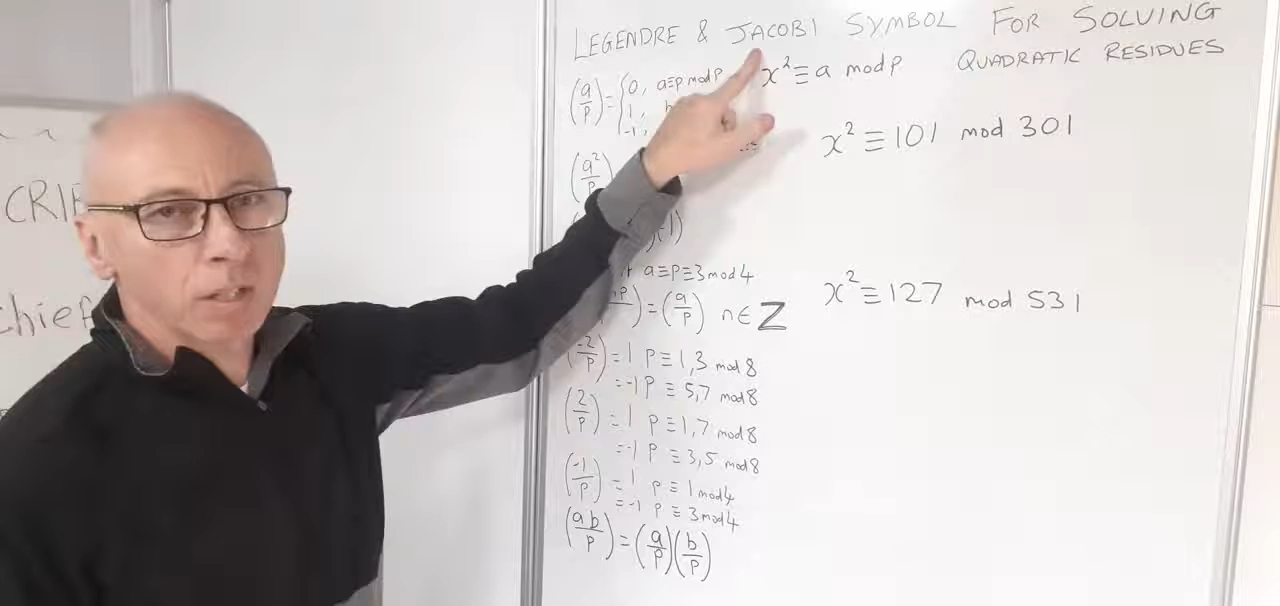 LEGENDRE & JACOBI SYMBOL FOR SOLVING
QUADRATIC RESIDUES
x² ≡ a mod p
(a/p) = { 0, a≡p mod p
1,
-1,
(a²/p)
(-1)
a≡p≡3 mod 4
= (a/p) n ∈ Z
(-2/p) = 1 p ≡ 1,3 mod 8
= -1 p ≡ 5,7 mod 8
(2/p) = 1 p ≡ 1,7 mod 8
= -1 p ≡ 3,5 mod 8
(-1/p) = 1 p ≡ 1 mod 4
= -1 p ≡ 3 mod 4
(ab/p) = (a/p)(b/p)
x² ≡ 101 mod 301
x² ≡ 127 mod 531
CRIB
Chief